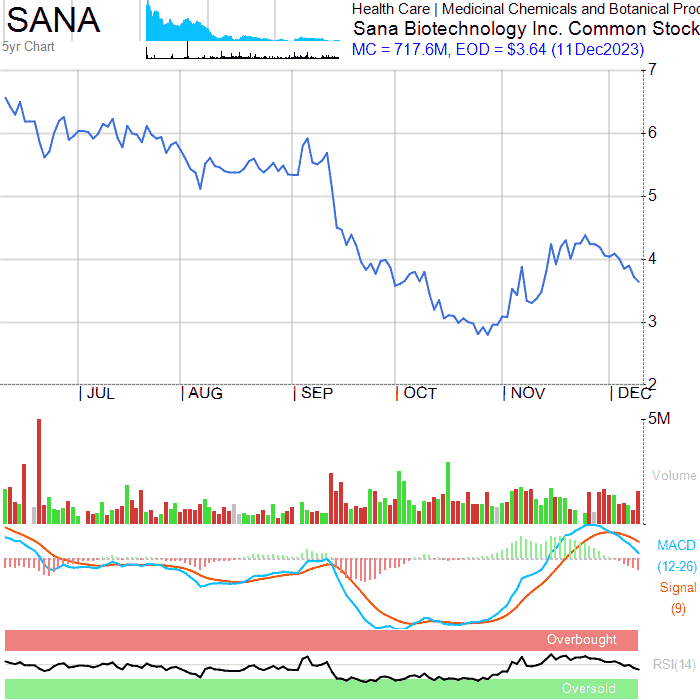 SANA
5yr Chart
Health Care | Medicinal Chemicals and Botanical Pro
Sana Biotechnology Inc. Common Stock
MC = 717.6M, EOD = $3.64 (11Dec2023)
7
6
5
4
3
2
JUL AUG SEP OCT NOV DEC
5M
Volume
MACD
(12-26)
Signal
(9)
Overbought
RSI(14)
Oversold